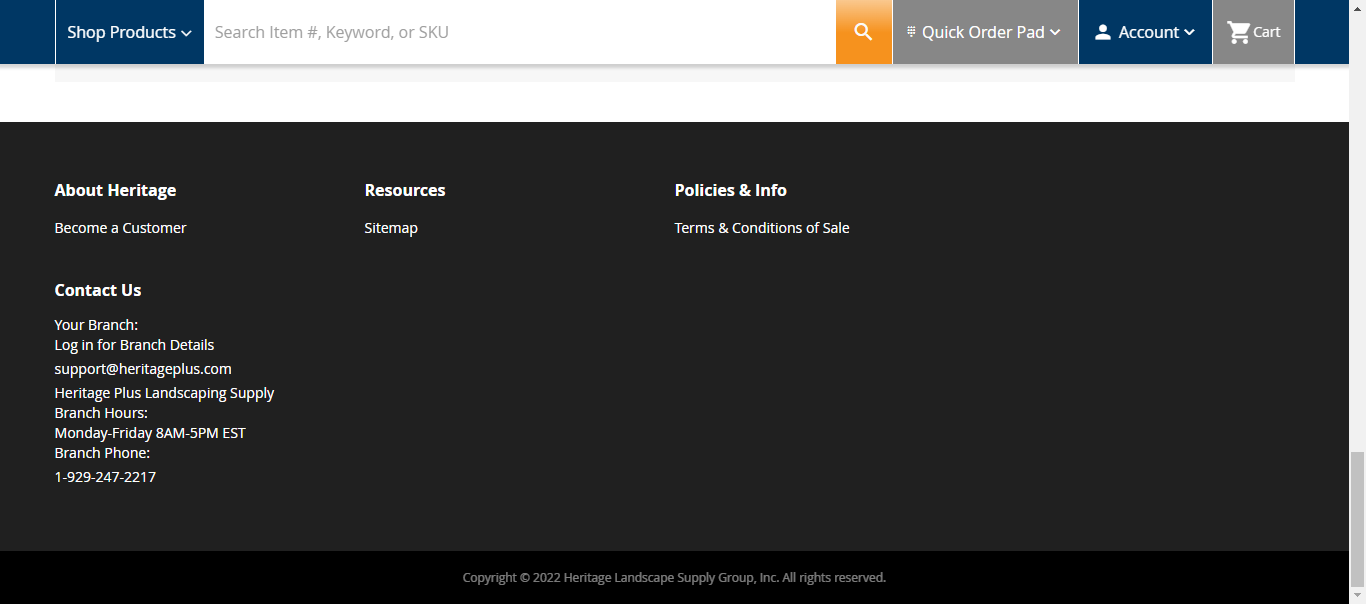 Shop Products
Search Item #, Keyword, or SKU
Quick Order Pad
Account
Cart
About Heritage
Become a Customer
Resources
Sitemap
Policies & Info
Terms & Conditions of Sale
Contact Us
Your Branch:
Log in for Branch Details
support@heritageplus.com
Heritage Plus Landscaping Supply
Branch Hours:
Monday-Friday 8AM-5PM EST
Branch Phone:
1-929-247-2217
Copyright © 2022 Heritage Landscape Supply Group, Inc. All rights reserved.